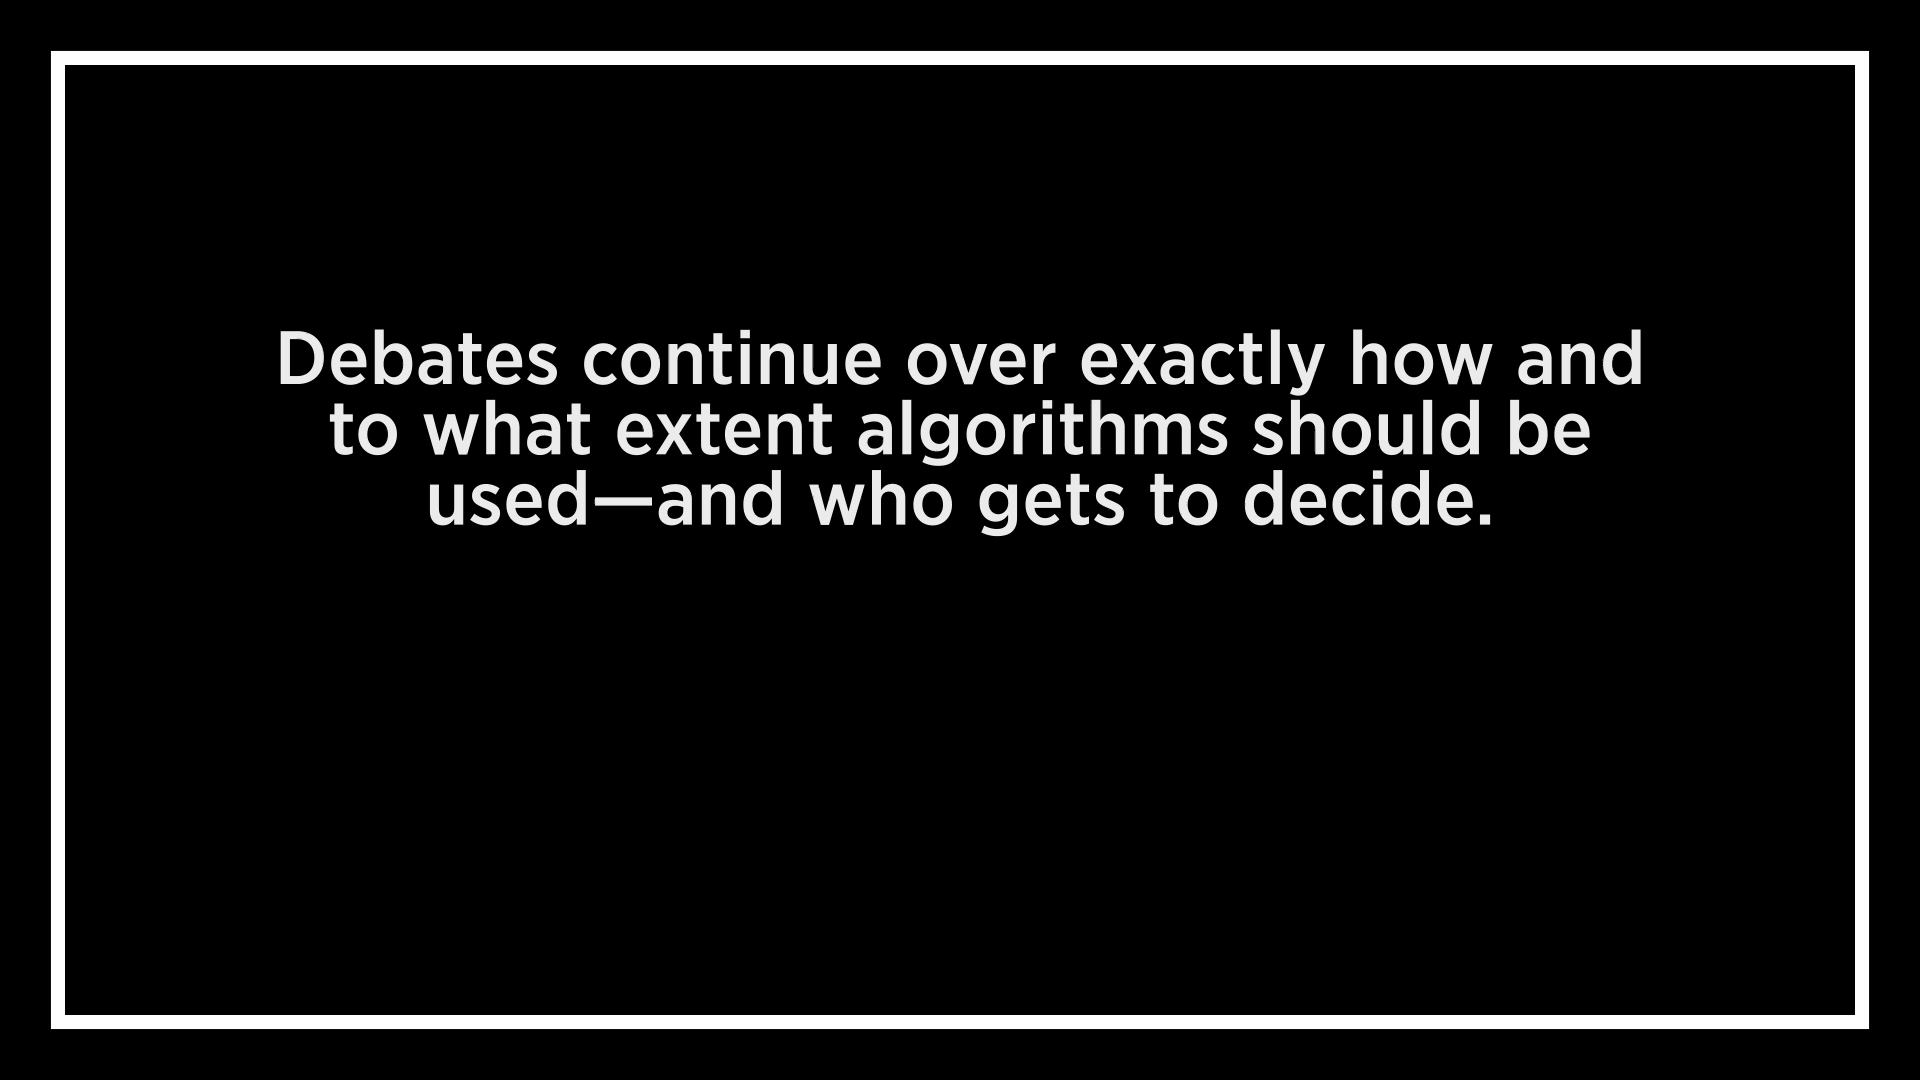 Debates continue over exactly how and
to what extent algorithms should be
used—and who gets to decide.